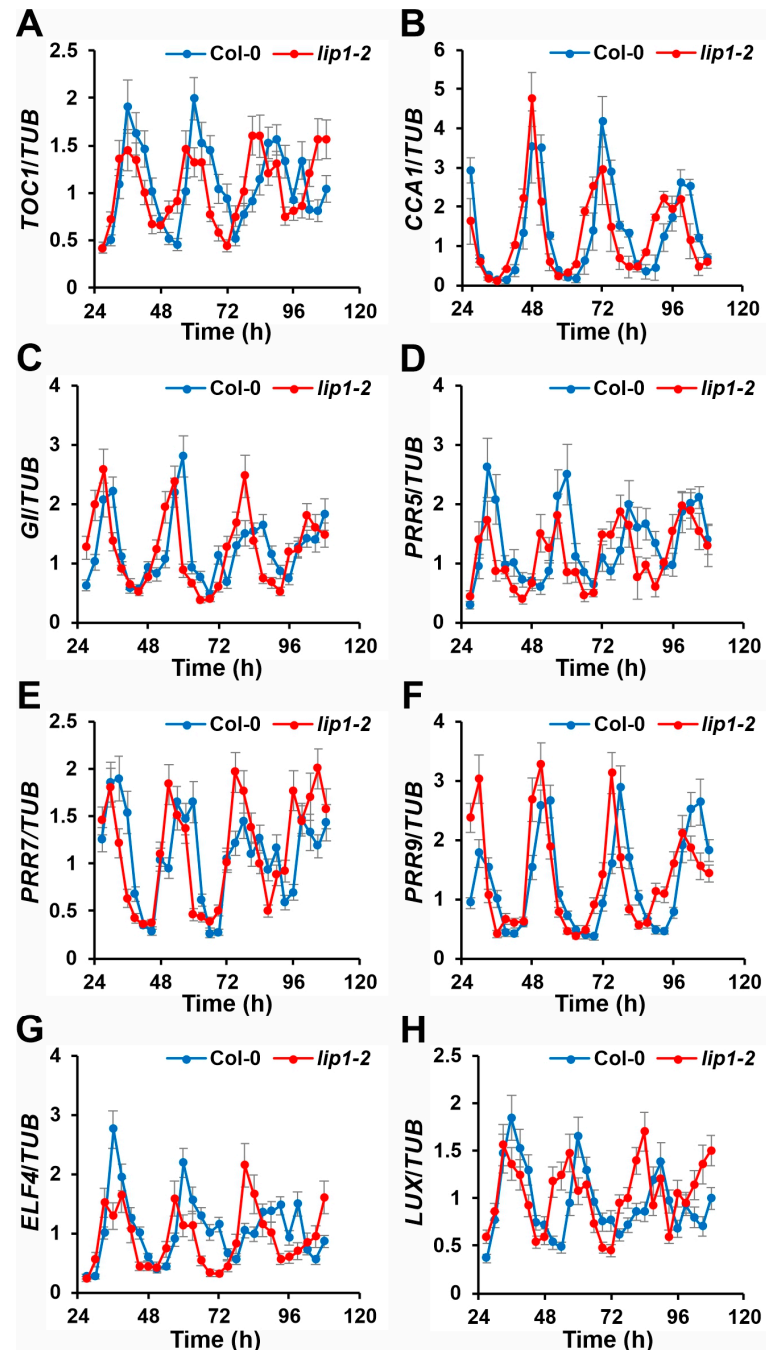 A
Col-0 lip1-2
TOC1/TUB
2.5
2
1.5
1
0.5
0
24 48 72 96 120
Time (h)
B
Col-0 lip1-2
CCA1/TUB
6
5
4
3
2
1
0
24 48 72 96 120
Time (h)
C
Col-0 lip1-2
GI/TUB
4
3
2
1
0
24 48 72 96 120
Time (h)
D
Col-0 lip1-2
PRR5/TUB
4
3
2
1
0
24 48 72 96 120
Time (h)
E
Col-0 lip1-2
PRR7/TUB
2.5
2
1.5
1
0.5
0
24 48 72 96 120
Time (h)
F
Col-0 lip1-2
PRR9/TUB
4
3
2
1
0
24 48 72 96 120
Time (h)
G
Col-0 lip1-2
ELF4/TUB
4
3
2
1
0
24 48 72 96 120
Time (h)
H
Col-0 lip1-2
LUX/TUB
2.5
2
1.5
1
0.5
0
24 48 72 96 120
Time (h)